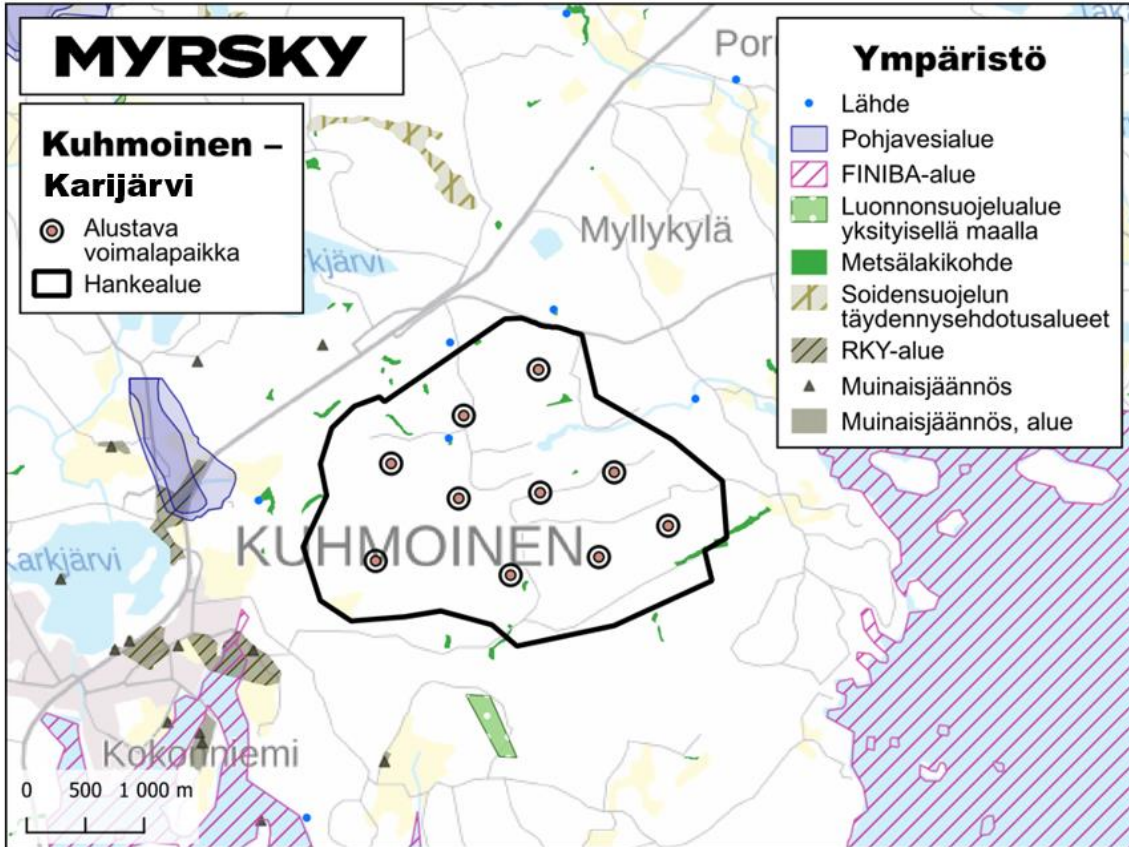 MYRSKY
Kuhmoinen –
Karijärvi
Alustava
voimalapaikka
Hankealue
Ympäristö
Lähde
Pohjavesialue
FINIBA-alue
Luonnonsuojelualue
yksityisellä maalla
Metsälakikohde
Soidensuojelun
täydennysehdotusalueet
RKY-alue
Muinaisjäännös
Muinaisjäännös, alue
Myllykylä
KUHMOINEN
Karkjärvi
Kokonniemi
0 500 1 000 m